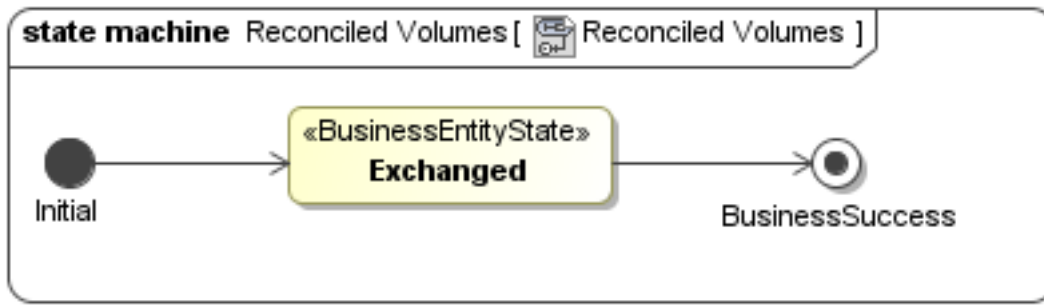 state machine Reconciled Volumes [ Reconciled Volumes ]
«BusinessEntityState»
Exchanged
Initial
BusinessSuccess